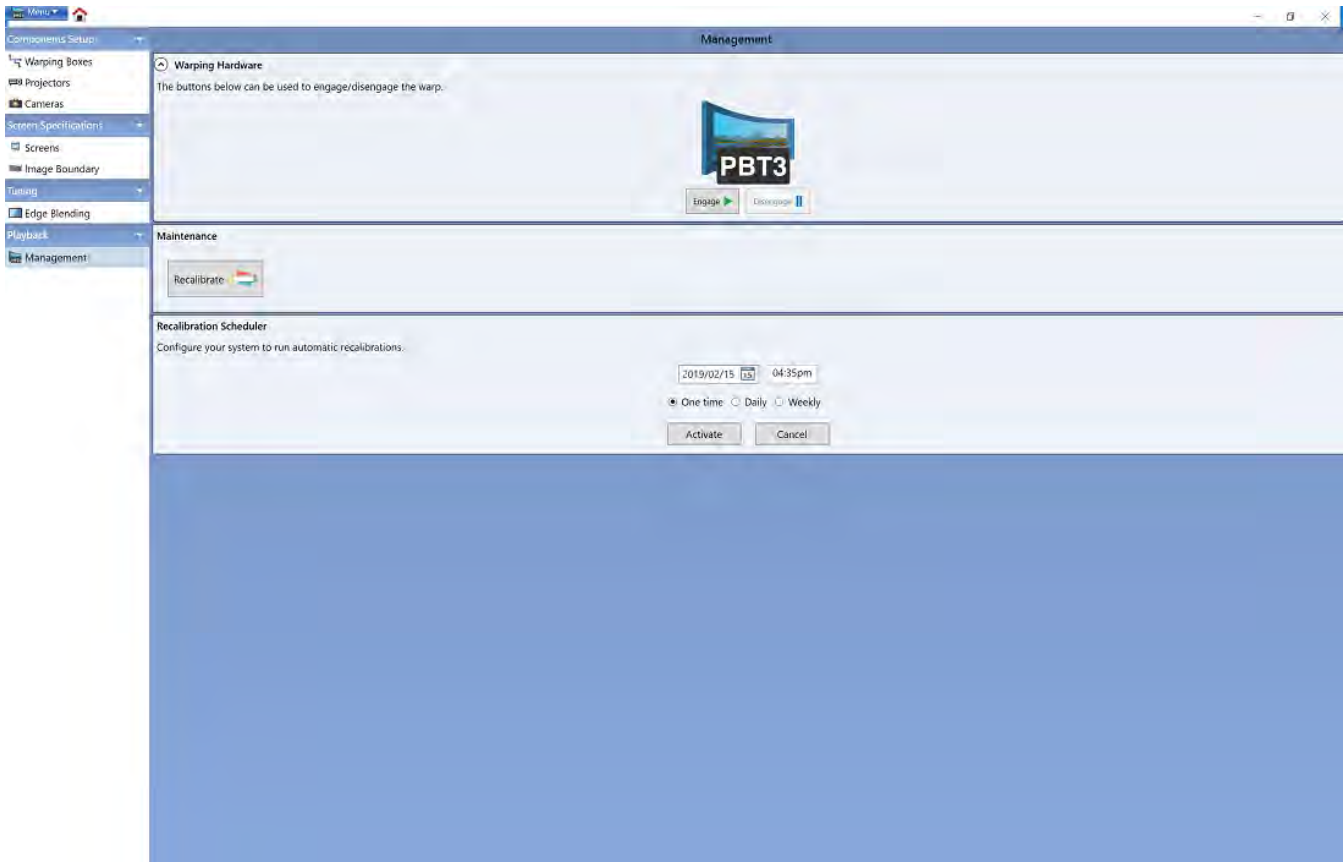 Menu
Components Setup
Management
Warping Boxes
Projectors
Cameras
Screen Specifications
Screens
Image Boundary
Tuning
Edge Blending
Playback
Management
Warping Hardware
The buttons below can be used to engage/disengage the warp.
PBT3
Engage
Disengage
Maintenance
Recalibrate
Recalibration Scheduler
Configure your system to run automatic recalibrations.
2019/02/15 15 04:35pm
One time Daily Weekly
Activate Cancel